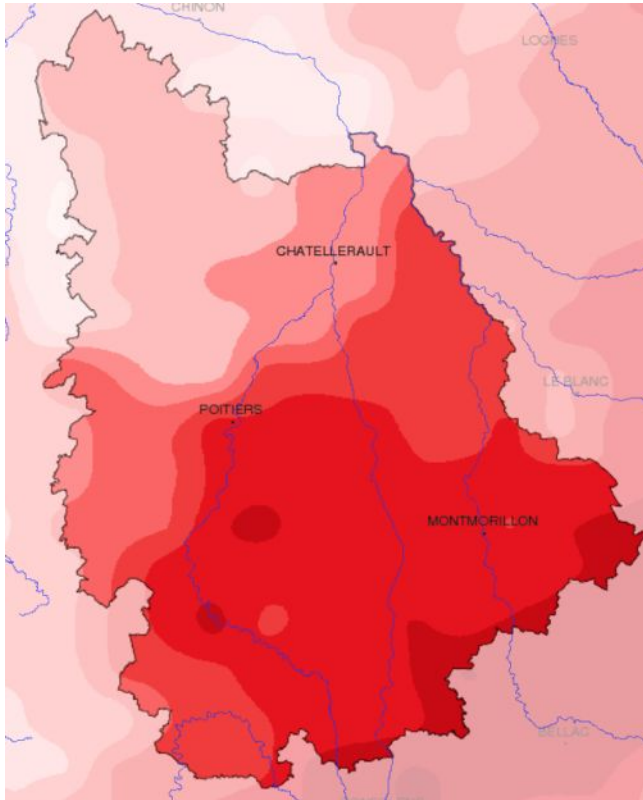 CHINON
LOCHES
CHATELLERAULT
LE BLANC
POITIERS
MONTMORILLON
BELLAC